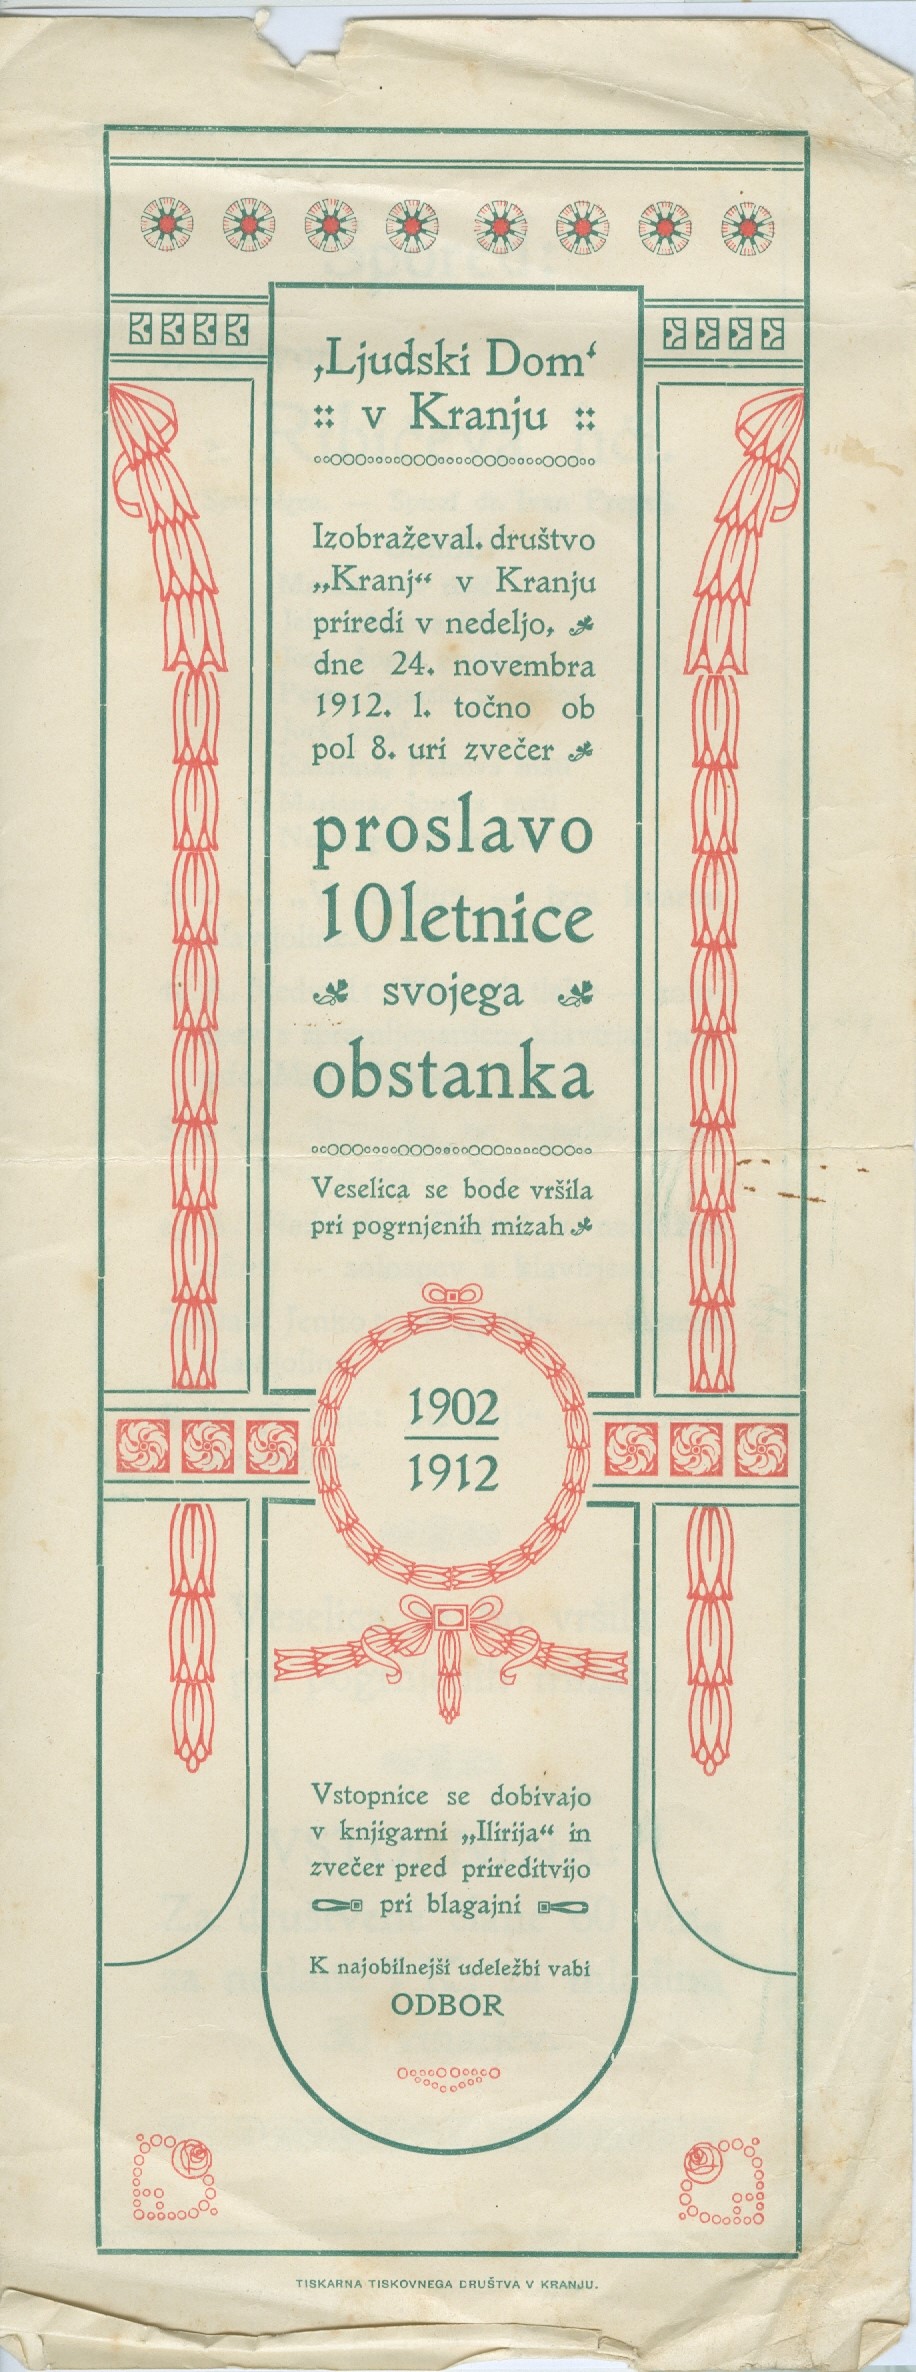 ‚Ljudski Dom‘
:: v Kranju ::
Izobraževal. društvo
„Kranj“ v Kranju
priredi v nedeljo,
dne 24. novembra
1912. l. točno ob
pol 8. uri zvečer
proslavo
10letnice
svojega
obstanka
Veselica se bode vršila
pri pogrnjenih mizah
1902
1912
Vstopnice se dobivajo
v knjigarni „Ilirija“ in
zvečer pred prireditvijo
pri blagajni
K najobilnejši udeležbi vabi
ODBOR
TISKARNA TISKOVNEGA DRUŠTVA V KRANJU.